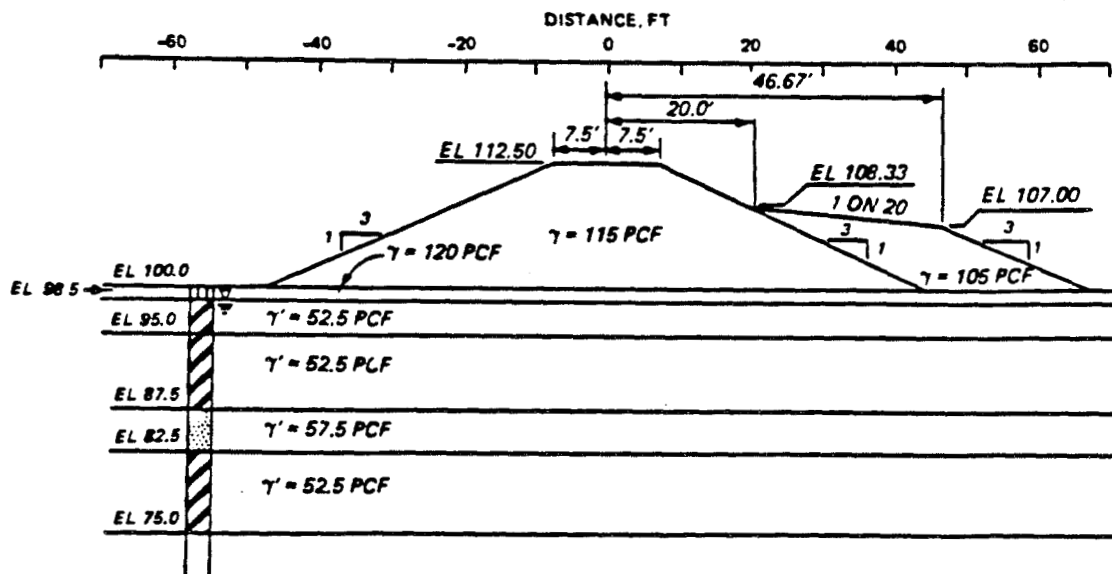 DISTANCE, FT
-60 -40 -20 0 20 40 60
46.67'
20.0'
7.5' 7.5'
EL 112.50
EL 108.33
EL 107.00
1 ON 20
3
1
3
1
3
1
γ = 115 PCF
γ = 120 PCF
γ = 105 PCF
EL 100.0
EL 98.5
EL 95.0
γ' = 52.5 PCF
γ' = 52.5 PCF
EL 87.5
EL 82.5
γ' = 57.5 PCF
γ' = 52.5 PCF
EL 75.0